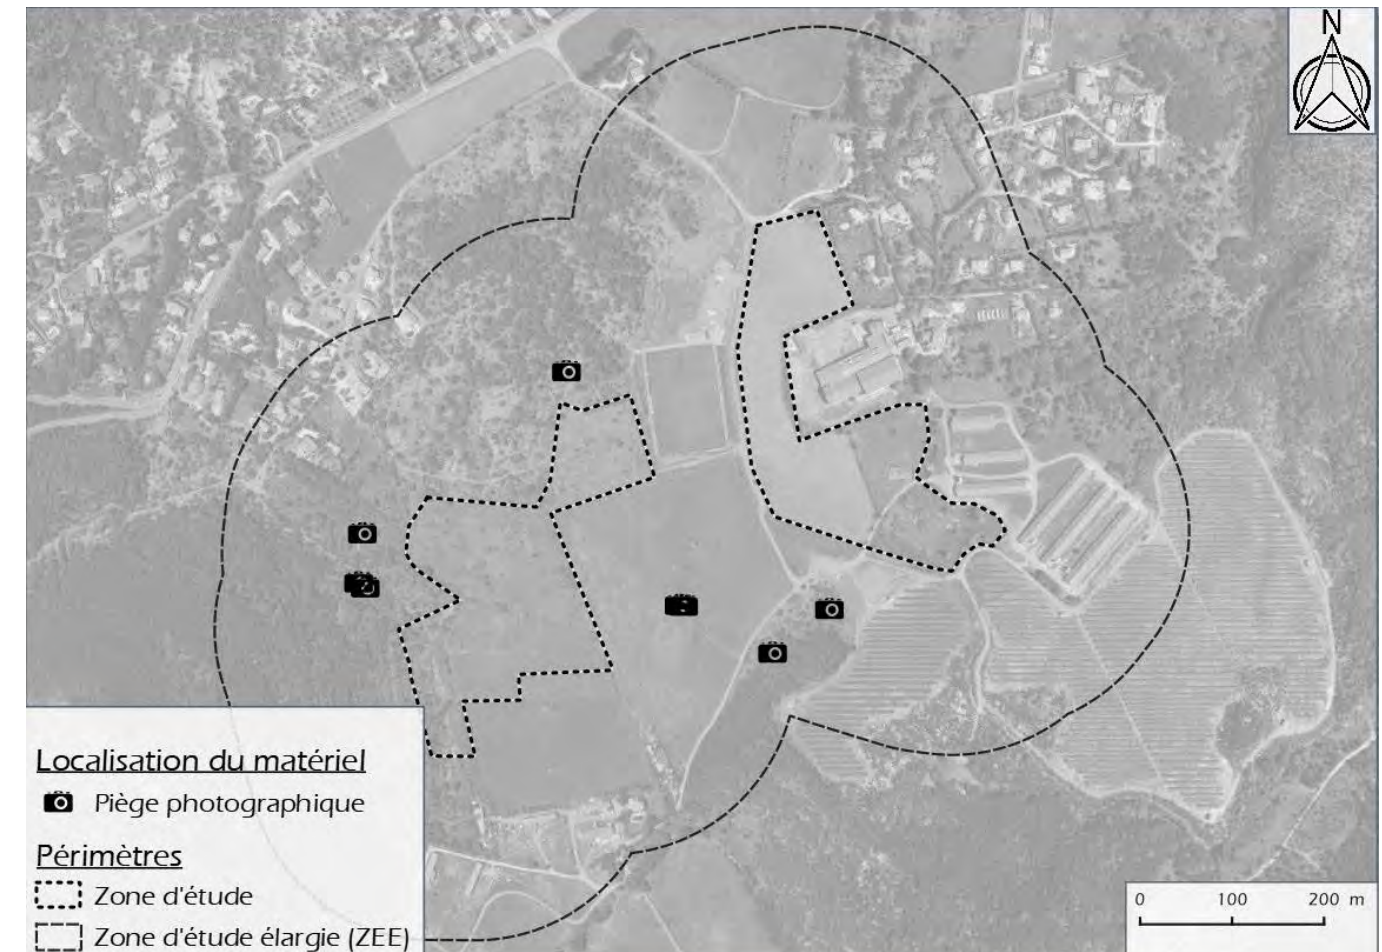 N
Localisation du matériel
Piège photographique
Périmètres
Zone d'étude
Zone d'étude élargie (ZEE)
0 100 200 m